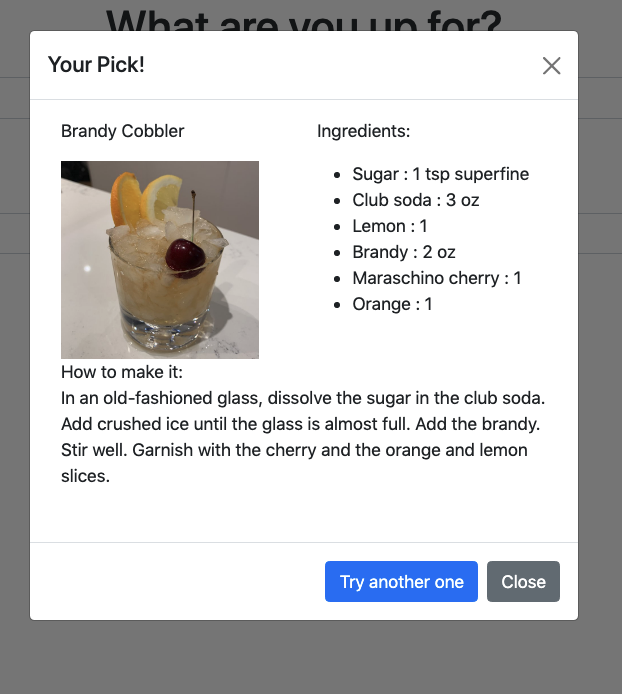 What are you up for?
Your Pick!
Brandy Cobbler
Ingredients:
Sugar : 1 tsp superfine
Club soda : 3 oz
Lemon : 1
Brandy : 2 oz
Maraschino cherry : 1
Orange : 1
How to make it:
In an old-fashioned glass, dissolve the sugar in the club soda.
Add crushed ice until the glass is almost full. Add the brandy.
Stir well. Garnish with the cherry and the orange and lemon
slices.
Try another one
Close